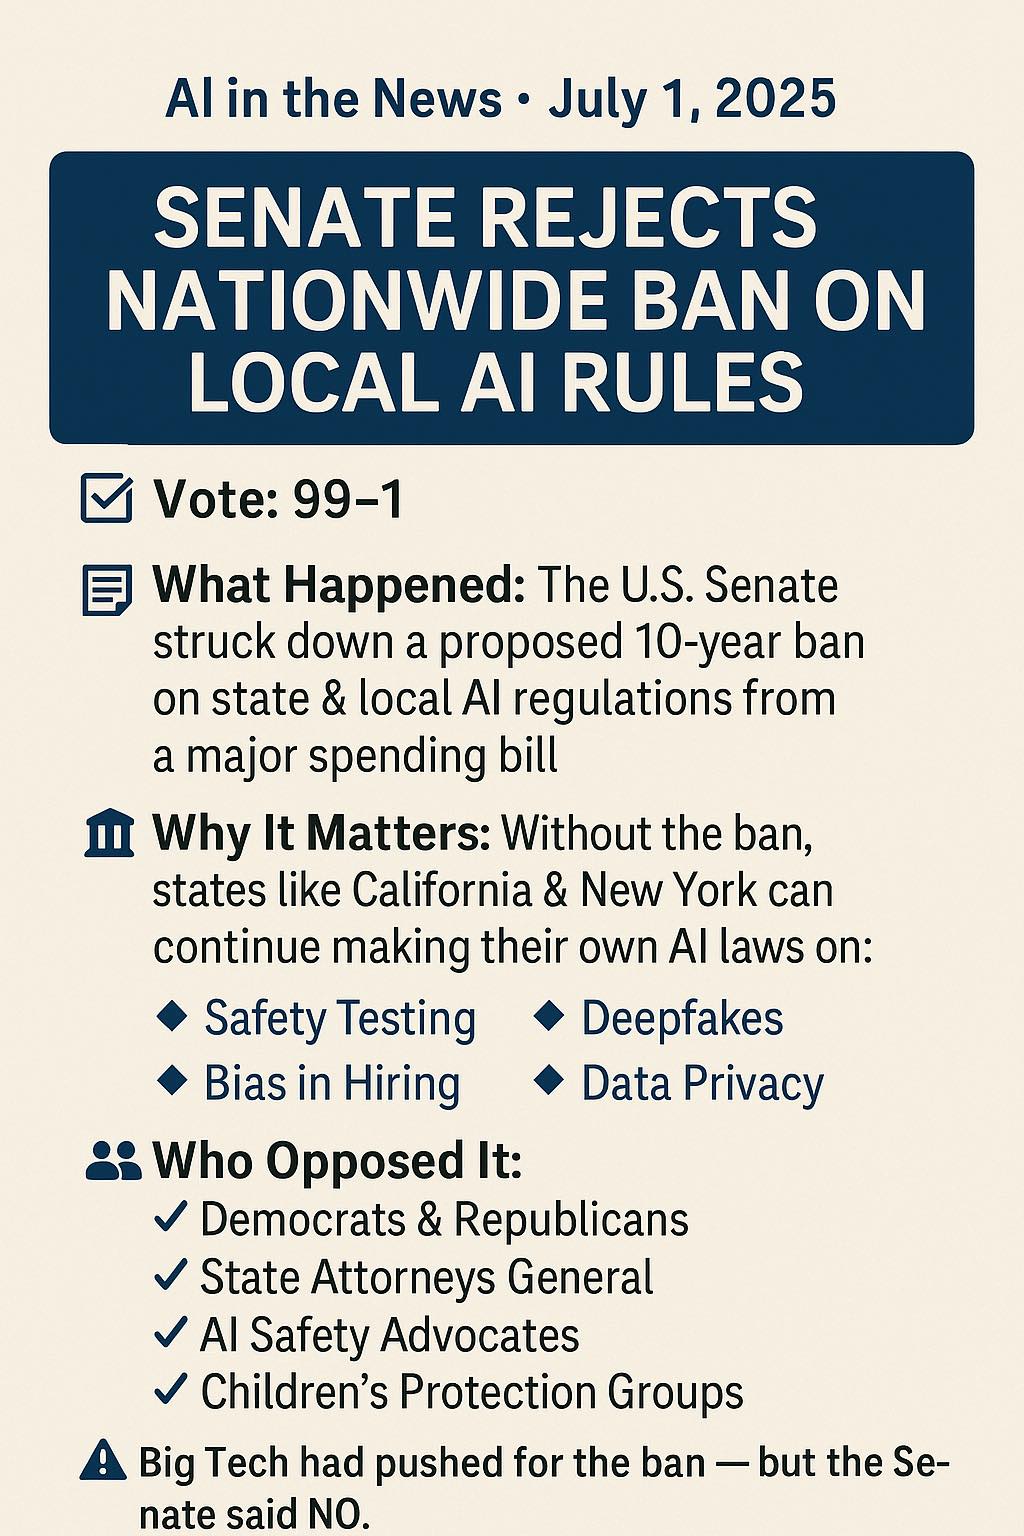 AI in the News • July 1, 2025
SENATE REJECTS
NATIONWIDE BAN ON
LOCAL AI RULES
Vote: 99–1
What Happened: The U.S. Senate
struck down a proposed 10-year ban
on state & local AI regulations from
a major spending bill
Why It Matters: Without the ban,
states like California & New York can
continue making their own AI laws on:
◆ Safety Testing ◆ Deepfakes
◆ Bias in Hiring ◆ Data Privacy
Who Opposed It:
✓ Democrats & Republicans
✓ State Attorneys General
✓ AI Safety Advocates
✓ Children’s Protection Groups
Big Tech had pushed for the ban — but the Se-
nate said NO.